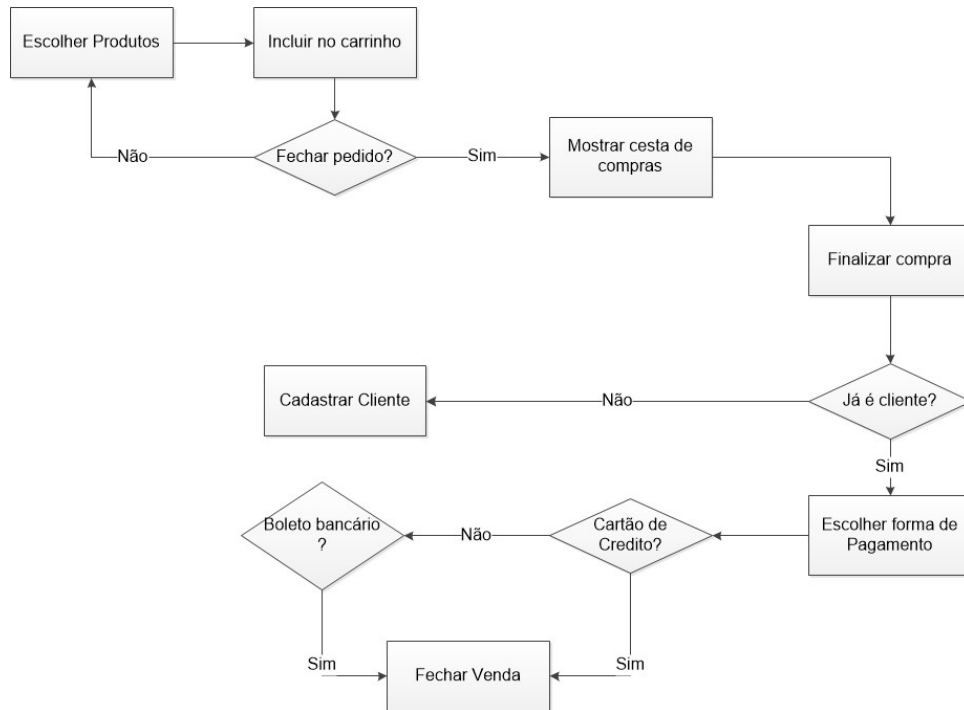 Escolher Produtos
Incluir no carrinho
Fechar pedido?
Não
Sim
Mostrar cesta de
compras
Finalizar compra
Já é cliente?
Não
Cadastrar Cliente
Sim
Escolher forma de
Pagamento
Cartão de
Credito?
Não
Boleto bancário
?
Sim
Sim
Fechar Venda